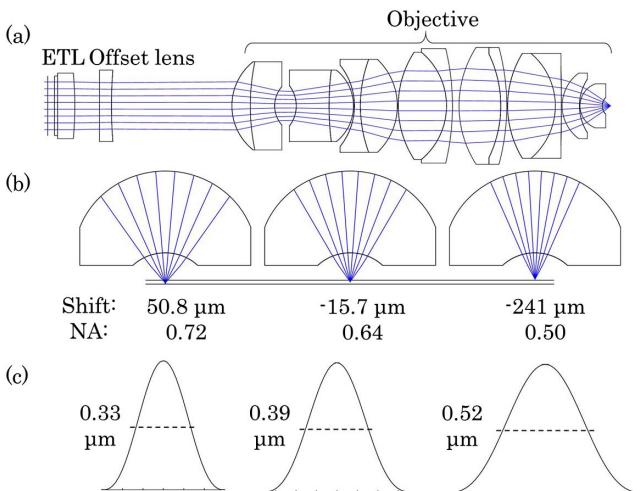 (a)
Objective
ETL Offset lens
(b)
Shift: 50.8 µm -15.7 µm -241 µm
NA: 0.72 0.64 0.50
(c)
0.33 µm
0.39 µm
0.52 µm